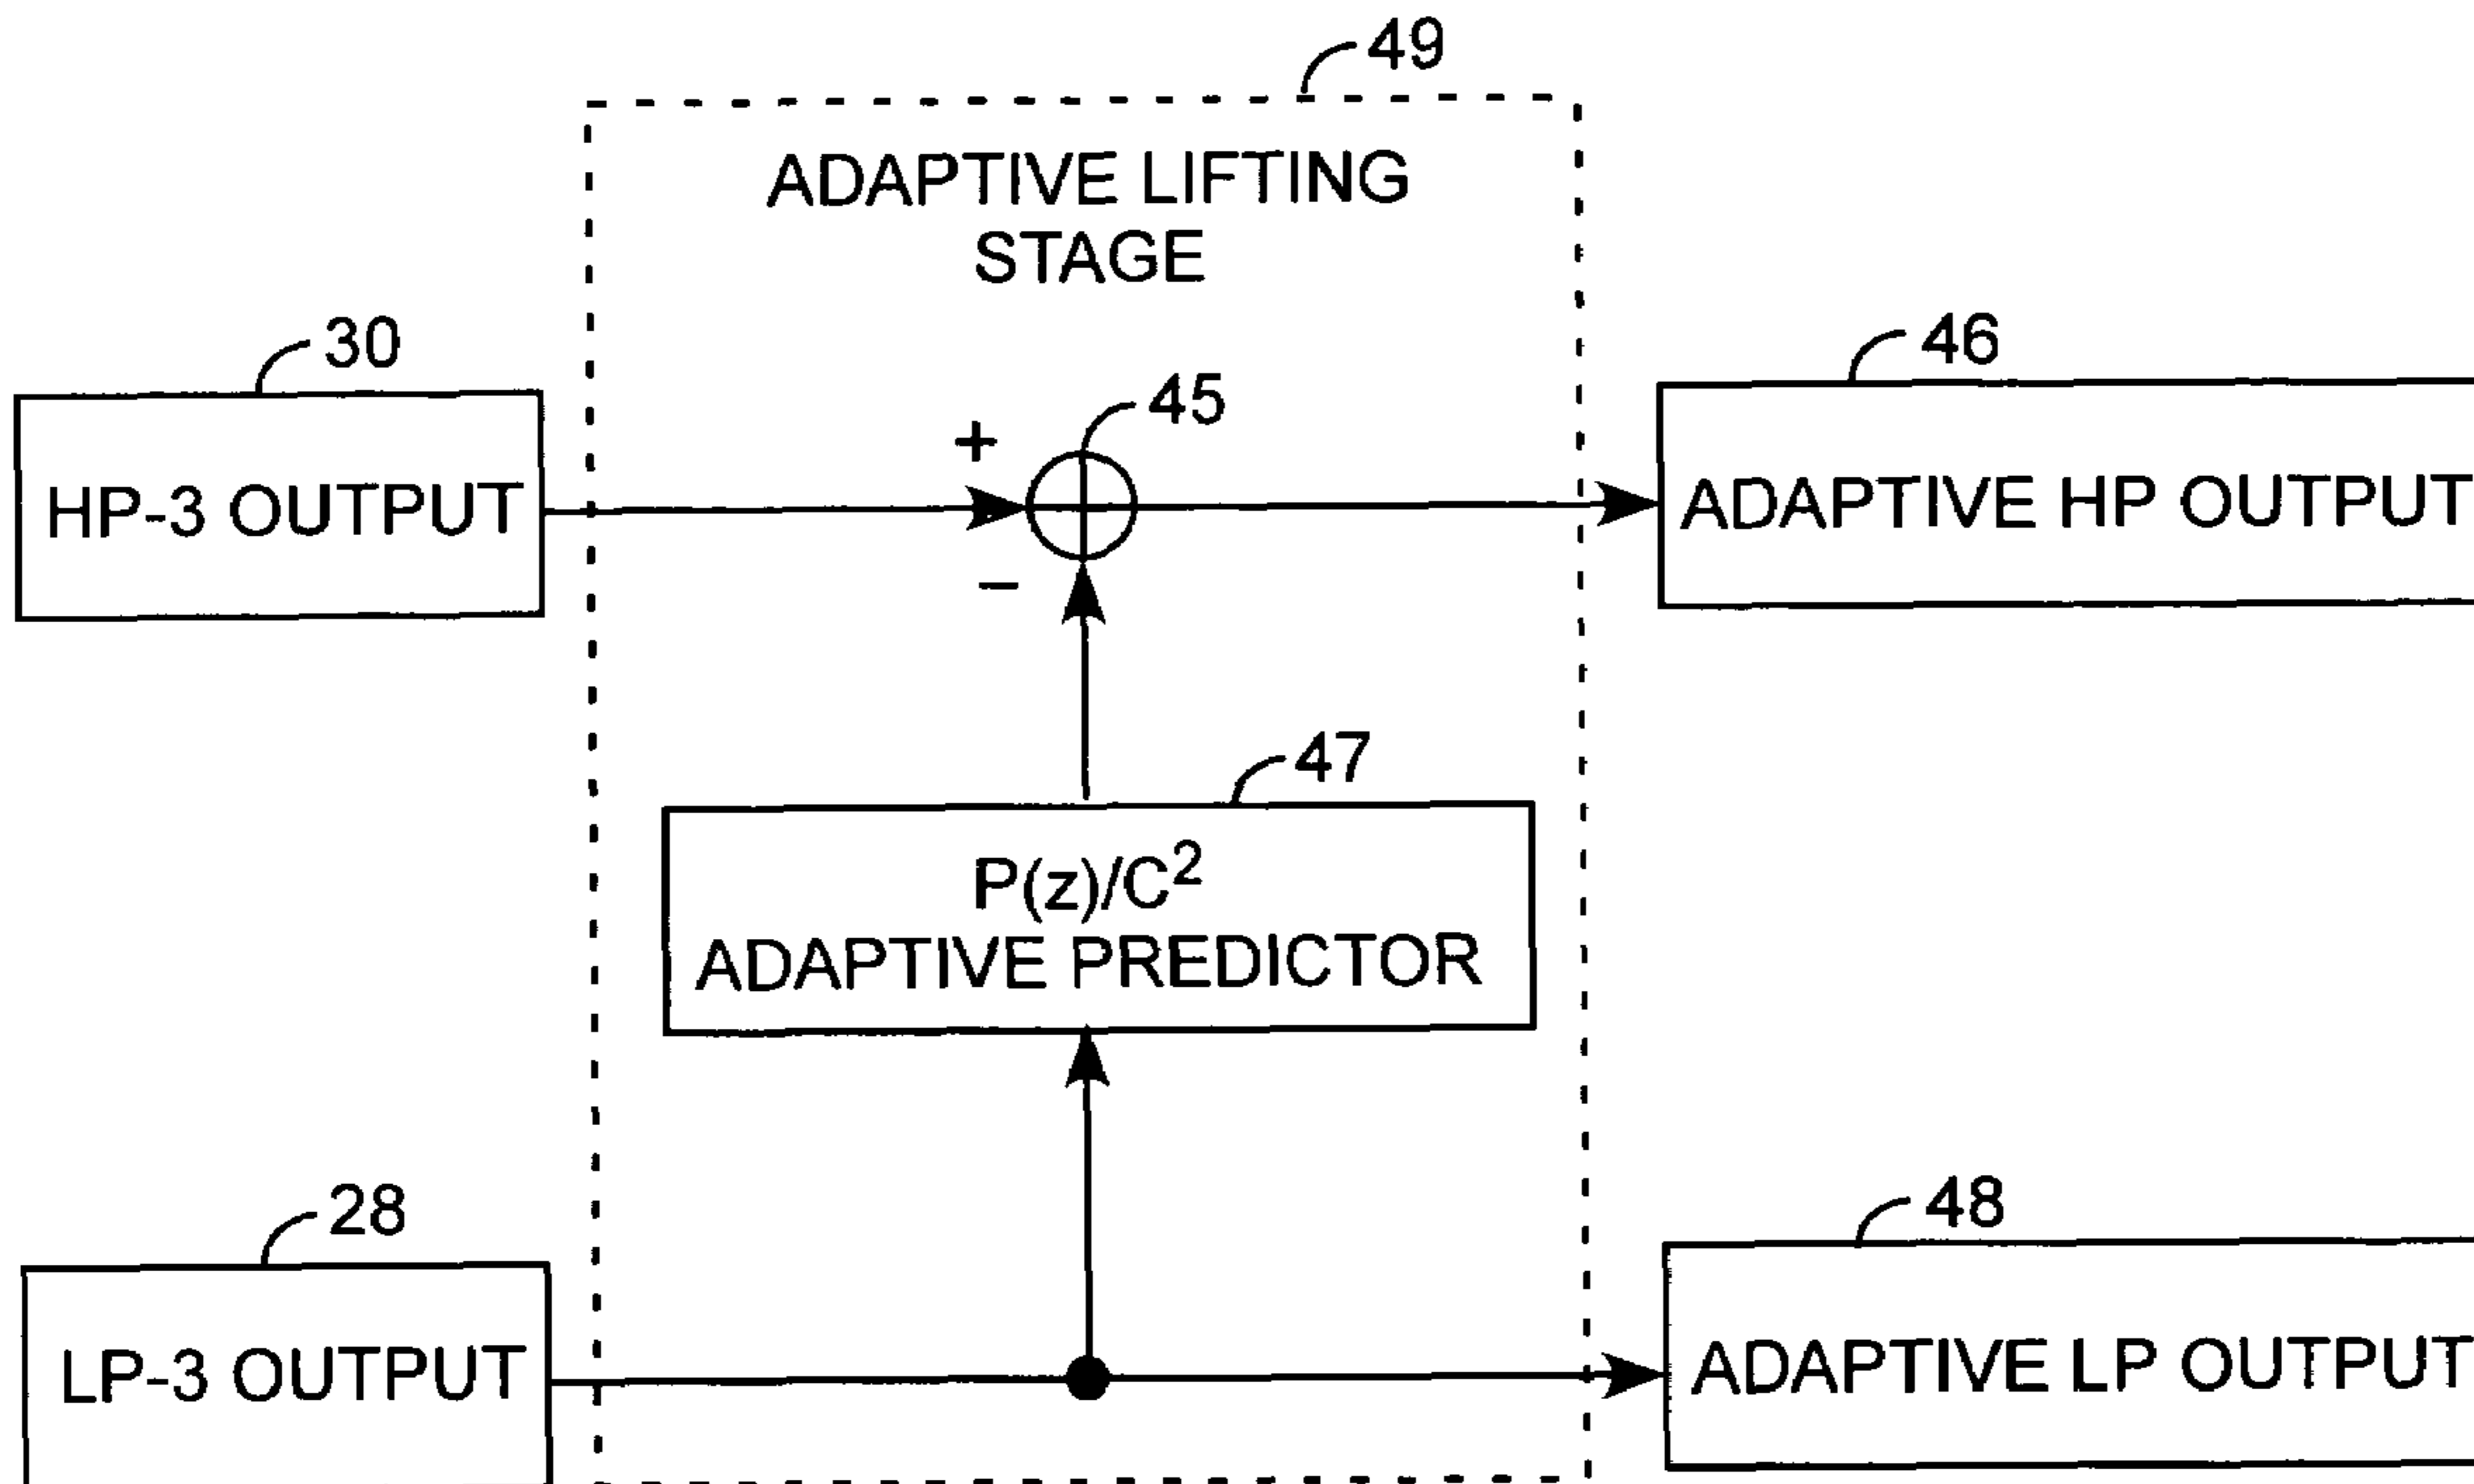 49
ADAPTIVE LIFTING
STAGE
30
46
45
+
HP-3 OUTPUT
ADAPTIVE HP OUTPUT
−
47
P(z)/C²
ADAPTIVE PREDICTOR
28
48
LP-3 OUTPUT
ADAPTIVE LP OUTPUT